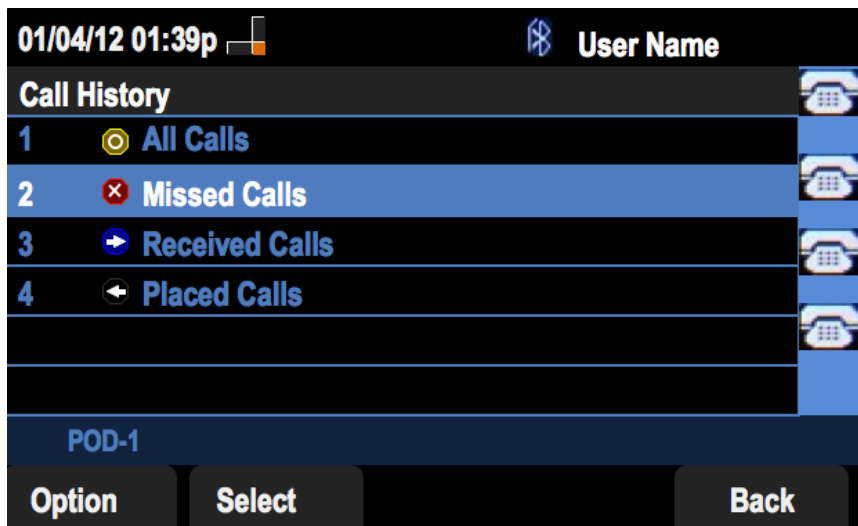 01/04/12 01:39p User Name
Call History
1 All Calls
2 Missed Calls
3 Received Calls
4 Placed Calls
POD-1
Option Select Back